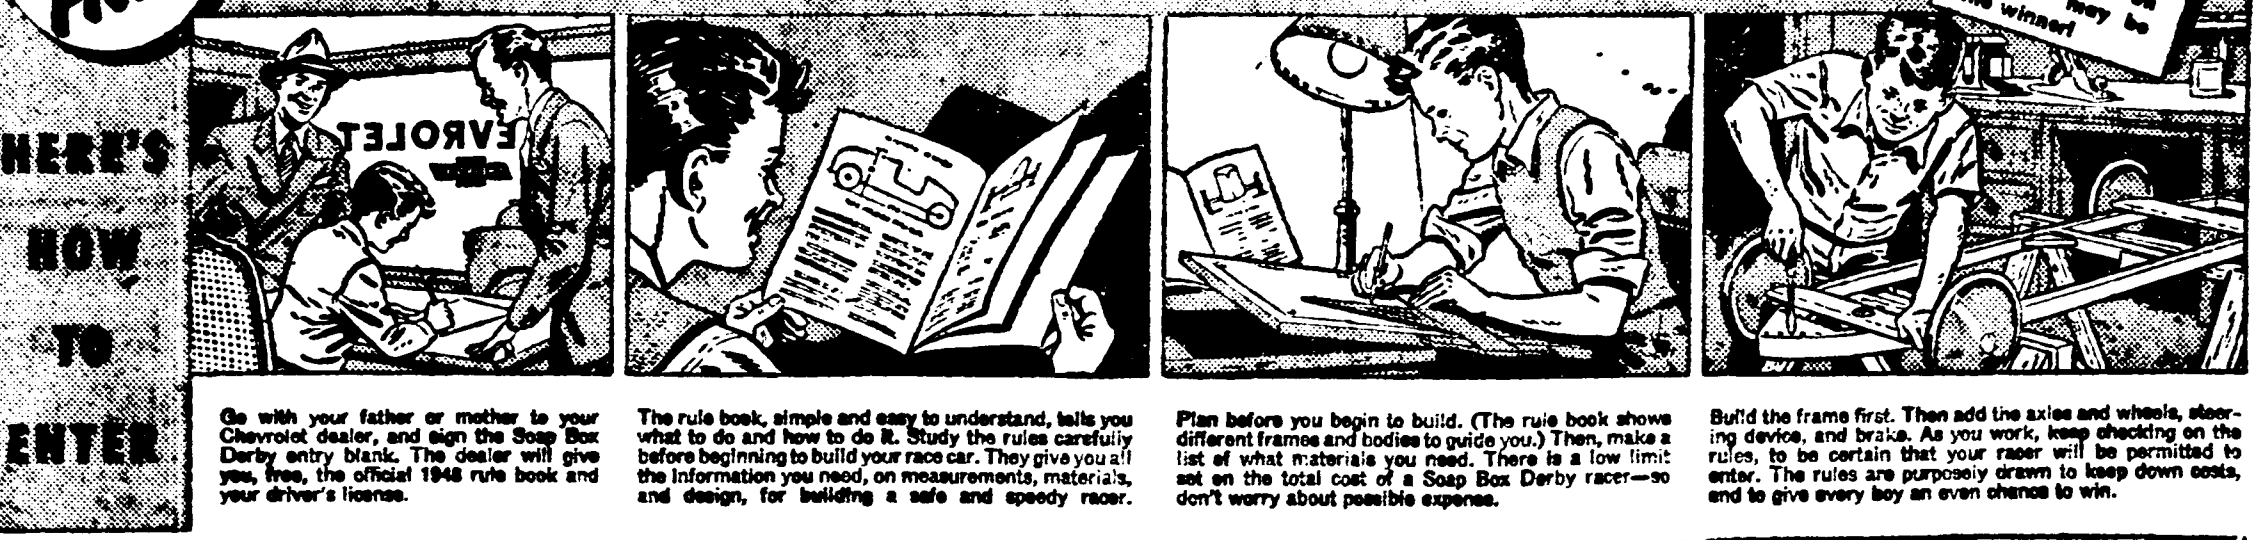 HERE'S
HOW
TO
ENTER
EVROLET
may be
winner!
Go with your father or mother to your
Chevrolet dealer, and sign the Soap Box
Derby entry blank. The dealer will give
you, free, the official 1948 rule book and
your driver's license.
The rule book, simple and easy to understand, tells you
what to do and how to do it. Study the rules carefully
before beginning to build your race car. They give you all
the information you need, on measurements, materials,
and design, for building a safe and speedy racer.
Plan before you begin to build. (The rule book shows
different frames and bodies to guide you.) Then, make a
list of what materials you need. There is a low limit
set on the total cost of a Soap Box Derby racer—so
don't worry about possible expense.
Build the frame first. Then add the axles and wheels, steer-
ing device, and brake. As you work, keep checking on the
rules, to be certain that your racer will be permitted to
enter. The rules are purposely drawn to keep down costs,
and to give every boy an even chance to win.